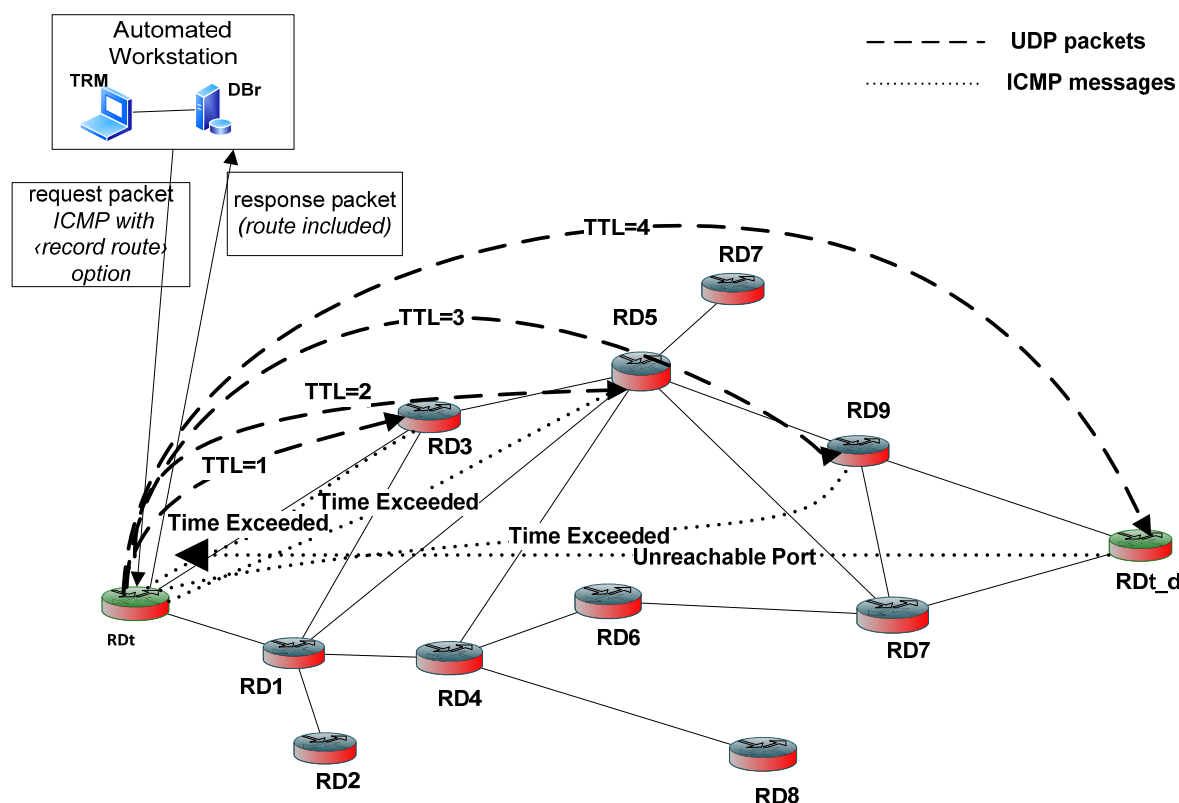 Automated
Workstation
TRM
DBr
UDP packets
ICMP messages
request packet
ICMP with
‹record route›
option
response packet
(route included)
TTL=4
RD7
TTL=3
RD5
TTL=2
RD9
RD3
TTL=1
Time Exceeded
Time Exceeded
Time Exceeded
Unreachable Port
RDt_d
RDt
RD6
RD7
RD1
RD4
RD2
RD8